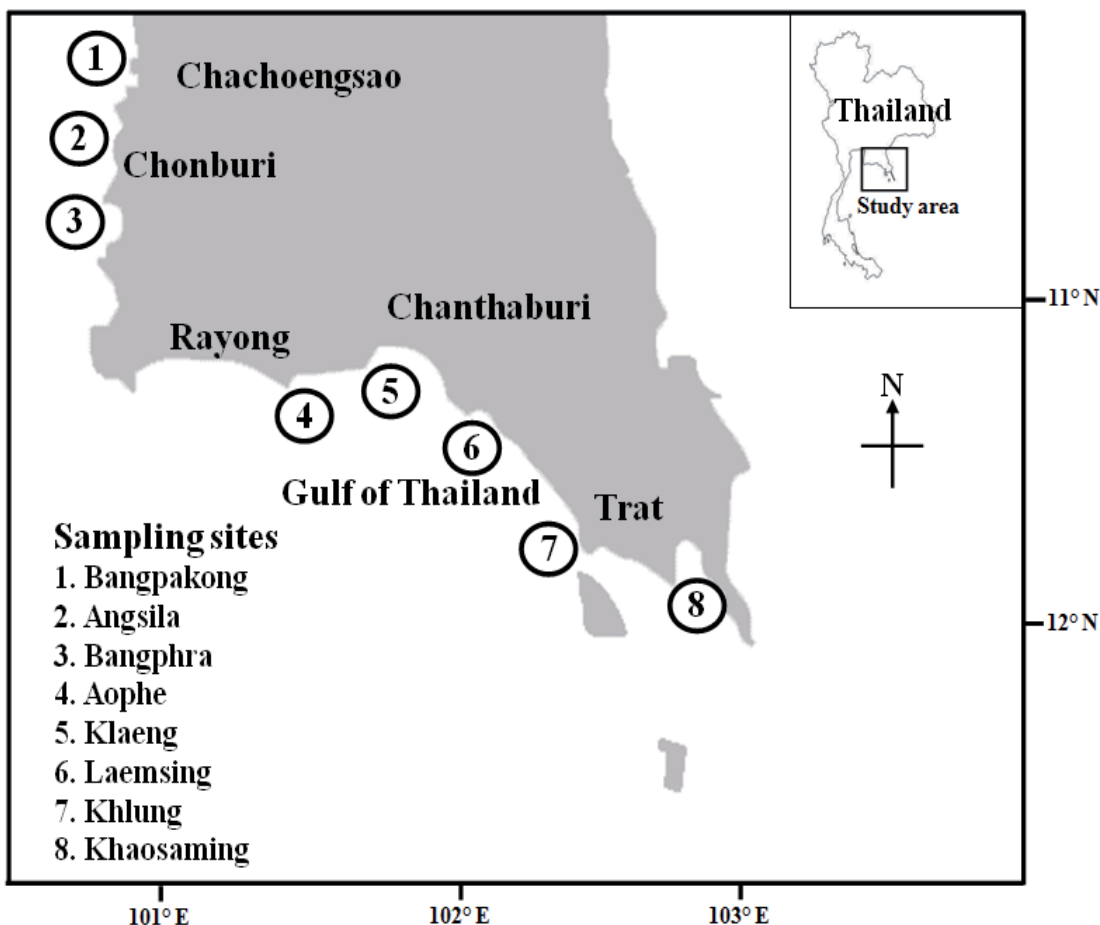 1
Chachoengsao
2
Chonburi
3
Thailand
Study area
11° N
Chanthaburi
Rayong
5
4
N
6
Gulf of Thailand
Trat
7
8
12° N
Sampling sites
1. Bangpakong
2. Angsila
3. Bangphra
4. Aophe
5. Klaeng
6. Laemsing
7. Khlung
8. Khaosaming
101° E
102° E
103° E